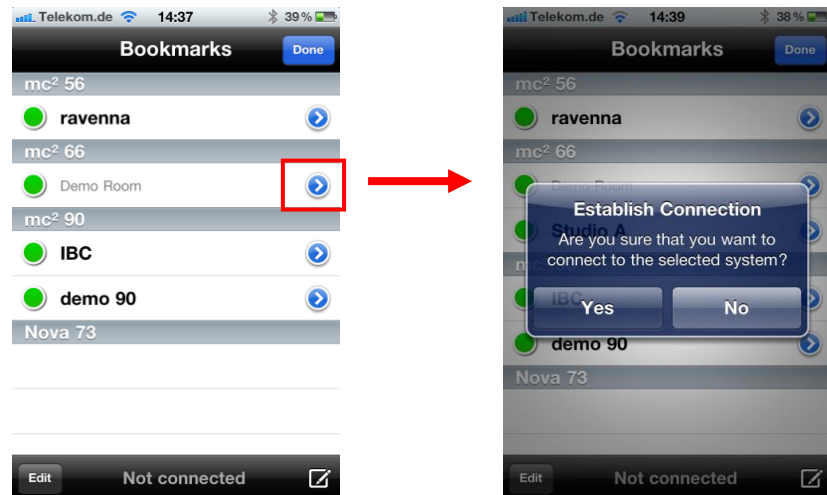 Telekom.de 14:37 39%
Bookmarks Done
mc² 56
ravenna
mc² 66
Demo Room
mc² 90
IBC
demo 90
Nova 73
Edit Not connected
Telekom.de 14:39 38%
Bookmarks Done
mc² 56
ravenna
mc² 66
Demo Room
Studio A
Establish Connection
Are you sure that you want to
connect to the selected system?
IBC
Yes No
demo 90
Nova 73
Edit Not connected